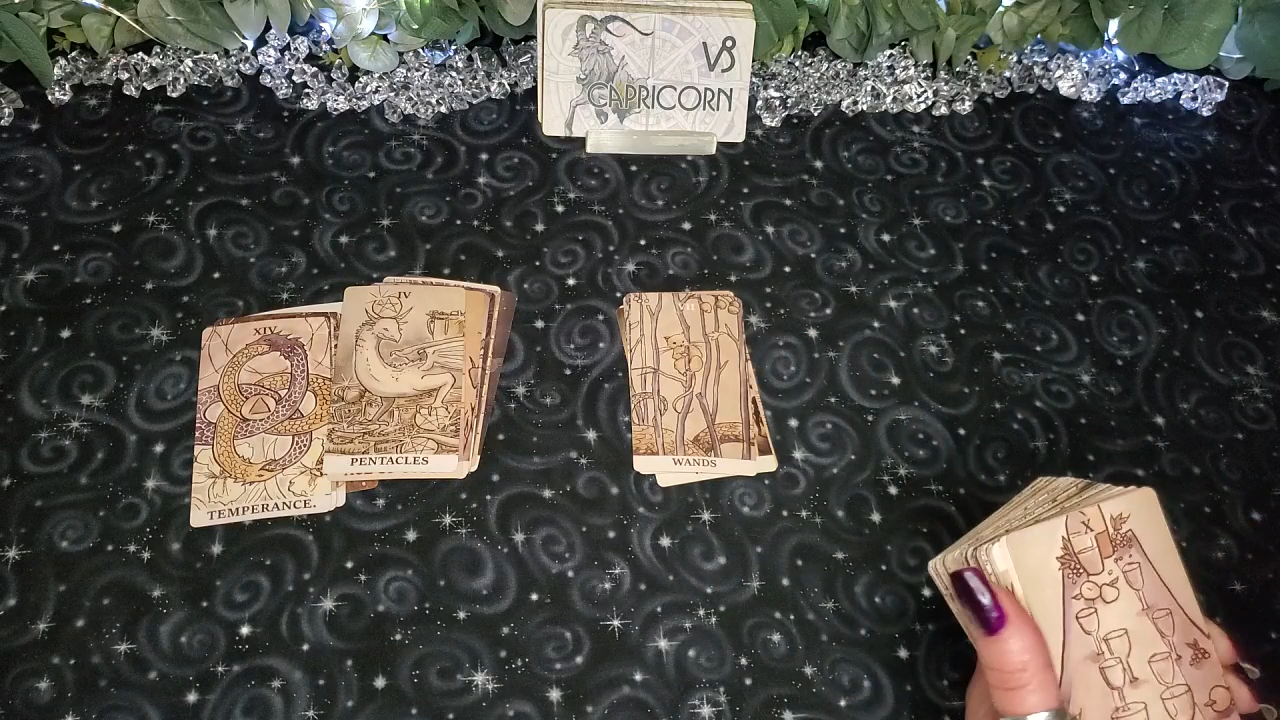 CAPRICORN
IV
PENTACLES
XIV
TEMPERANCE.
WANDS
X